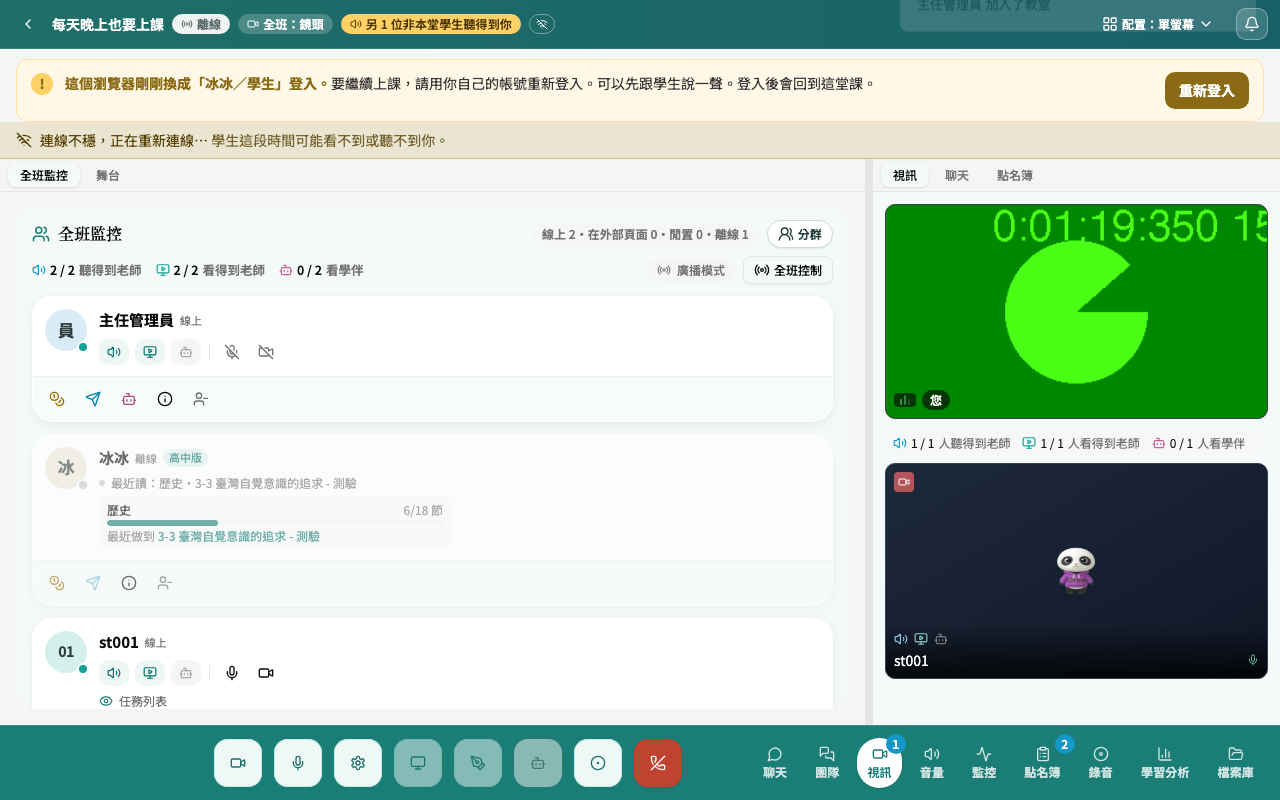 每天晚上也要上課
離線
全班：鏡頭
另 1 位非本堂學生聽得到你
主任管理員 加入了教室
配置：單螢幕
!
這個瀏覽器剛剛換成「冰冰／學生」登入。要繼續上課，請用你自己的帳號重新登入。可以先跟學生說一聲。登入後會回到這堂課。
重新登入
連線不穩，正在重新連線… 學生這段時間可能看不到或聽不到你。
全班監控
舞台
全班監控
線上 2・在外部頁面 0・閒置 0・離線 1
分群
2 / 2 聽得到老師
2 / 2 看得到老師
0 / 2 看學伴
廣播模式
全班控制
員
主任管理員 線上
冰
冰冰 離線 高中版
最近讀：歷史・3-3 臺灣自覺意識的追求 - 測驗
歷史
6/18 節
最近做到 3-3 臺灣自覺意識的追求 - 測驗
01
st001 線上
任務列表
視訊
聊天
點名簿
0:01:19:350 15
您
1 / 1 人聽得到老師
1 / 1 人看得到老師
0 / 1 人看學伴
st001
聊天
團隊
視訊
1
音量
監控
點名簿
2
錄音
學習分析
檔案庫